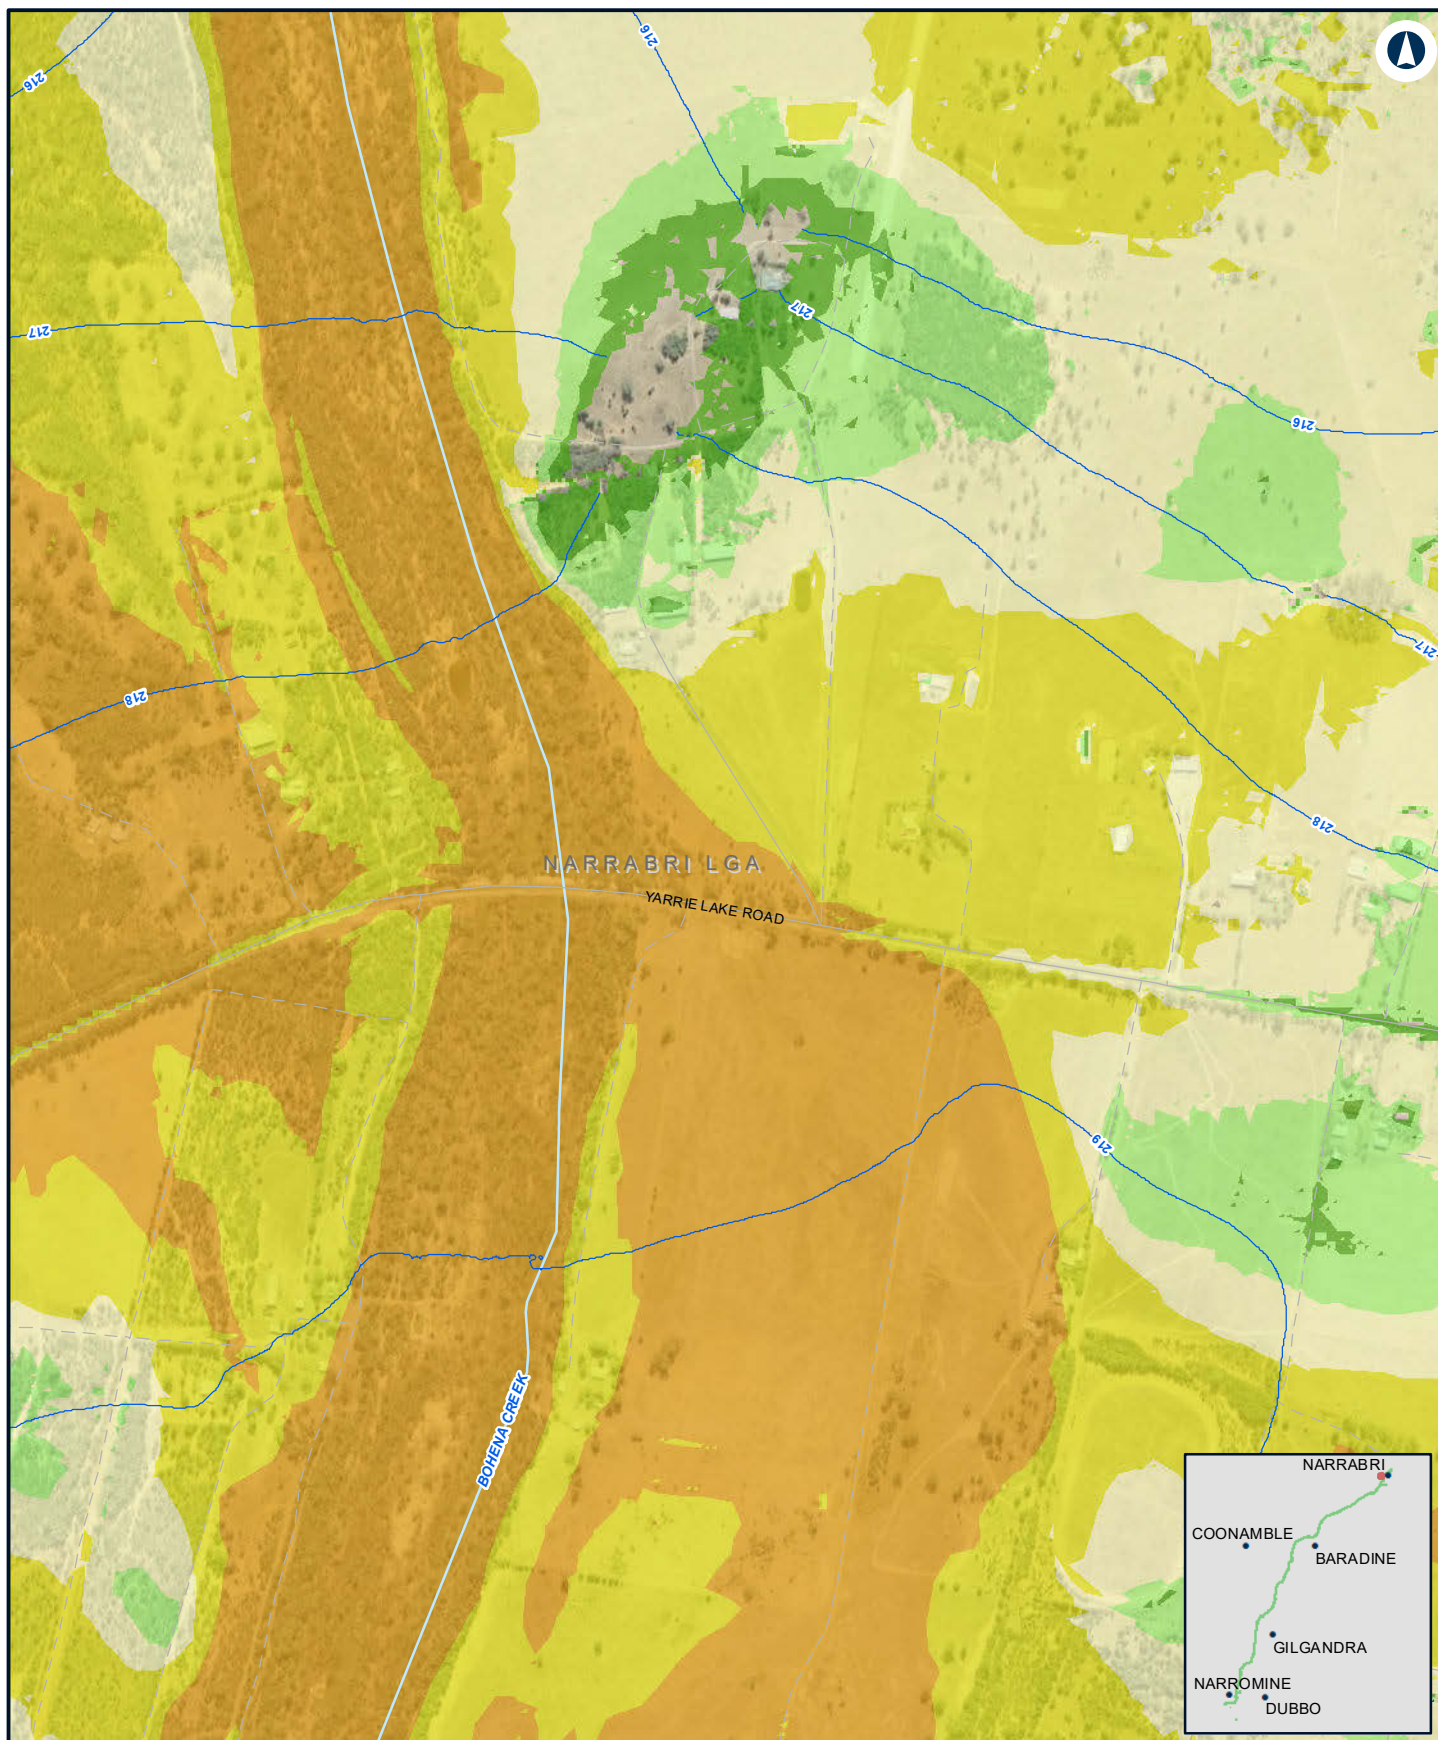 216
216
217
217
216
217
218
218
NARRABRI LGA
YARRIE LAKE ROAD
219
BOHENA CREEK
NARRABRI
COONAMBLE
BARADINE
GILGANDRA
NARROMINE
DUBBO